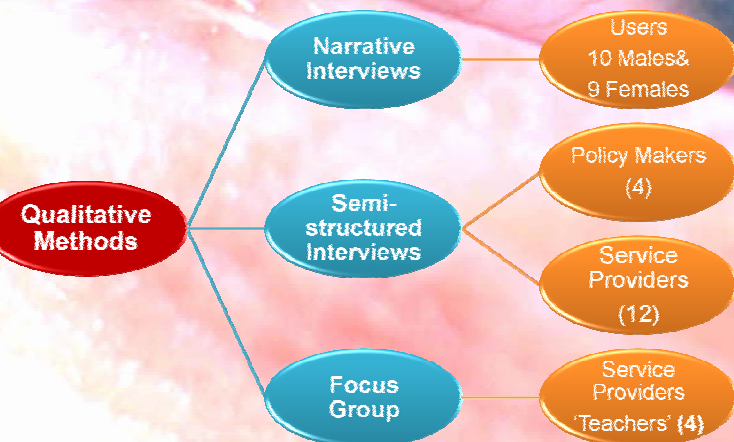 Qualitative
Methods
Narrative
Interviews
Users
10 Males&
9 Females
Semi-
structured
Interviews
Policy Makers
(4)
Service
Providers
(12)
Focus
Group
Service
Providers
'Teachers' (4)